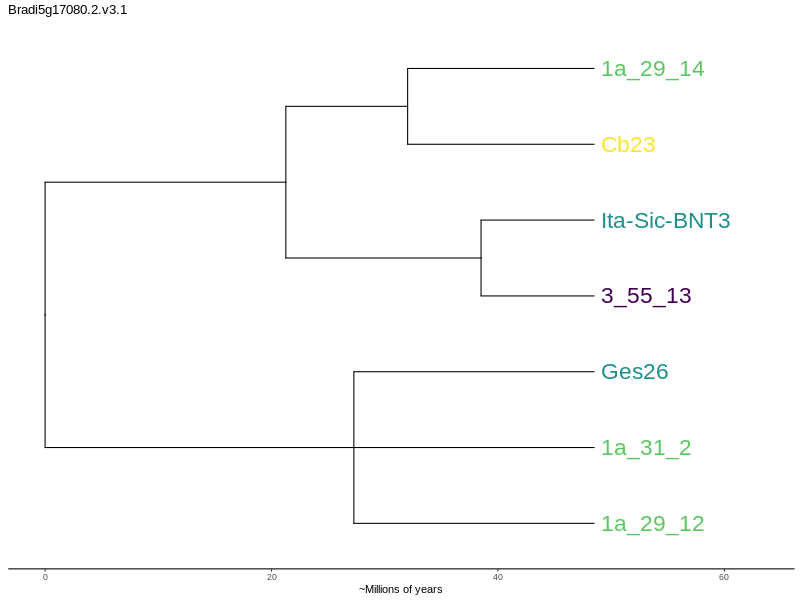 Bradi5g17080.2.v3.1
1a_29_14
Cb23
Ita-Sic-BNT3
3_55_13
Ges26
1a_31_2
1a_29_12
0 20 40 60
~Millions of years